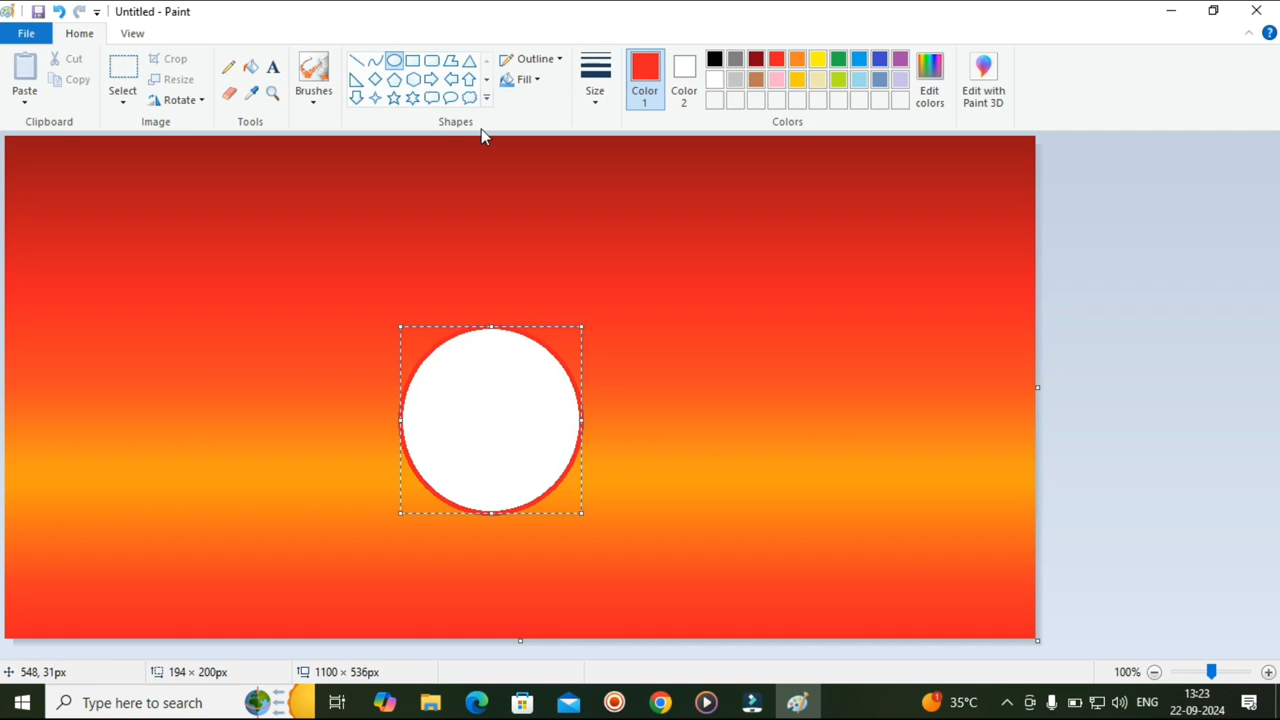 Untitled - Paint
File
Home
View
Paste
Cut
Copy
Clipboard
Select
Crop
Resize
Rotate
Image
A
Tools
Brushes
Shapes
Outline
Fill
Size
Color 1
Color 2
Edit colors
Colors
Edit with Paint 3D
548, 31px
194 × 200px
1100 × 536px
100%
Type here to search
1
35°C
ENG
13:23
22-09-2024